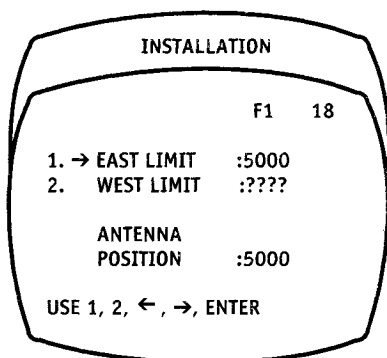 INSTALLATION
F1 18
1. → EAST LIMIT :5000
2. WEST LIMIT :????
ANTENNA
POSITION :5000
USE 1, 2, ←, →, ENTER